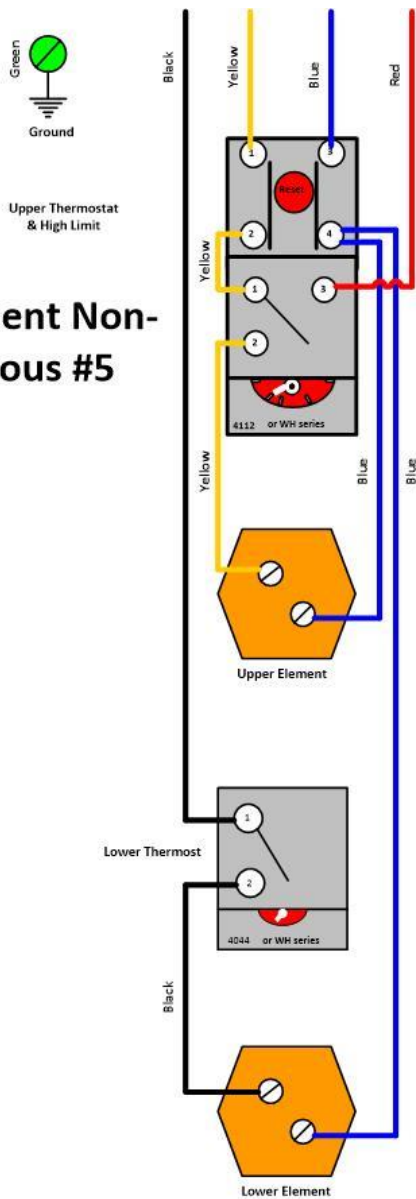 Green
Ground
Black
Yellow
Blue
Red
1
3
Reset
2
4
Upper Thermostat
& High Limit
Yellow
1
3
2
ent Non-
ous #5
4112 or WH series
Yellow
Blue
Blue
Upper Element
1
Lower Thermost
2
4044 or WH series
Black
Lower Element